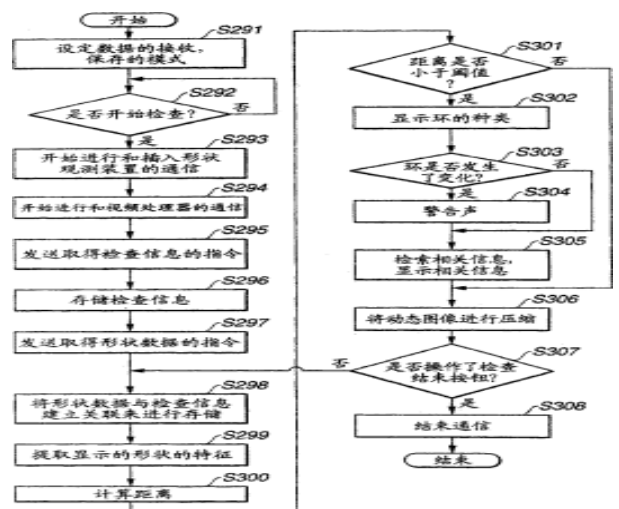 开始
S291
设定数据的接收,
保存的模式
S292
是否开始检查?
否
是
S293
开始进行和插入形状
观测装置的通信
S294
开始进行和视频处理器的通信
S295
发送取得检查信息的指令
S296
存储检查信息
S297
发送取得形状数据的指令
S298
将形状数据与检查信息
建立关联来进行存储
S299
提取显示的形状的特征
S300
计算距离
S301
距离是否
小于阈值
?
否
是
S302
显示环的种类
S303
环是否发生
了变化?
否
是
S304
警告声
S305
检索相关信息,
显示相关信息
S306
将动态图像进行压缩
S307
是否操作了检查
结束按钮?
否
是
S308
结束通信
结束